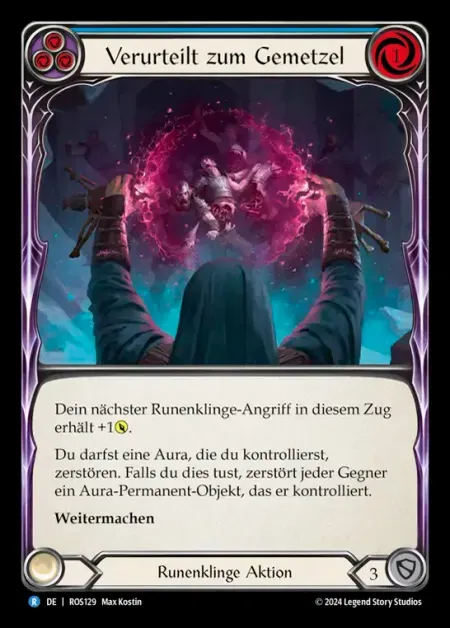 Verurteilt zum Gemetzel
1
Dein nächster Runenklinge-Angriff in diesem Zug
erhält +1.
Du darfst eine Aura, die du kontrollierst,
zerstören. Falls du dies tust, zerstört jeder Gegner
ein Aura-Permanent-Objekt, das er kontrolliert.
Weitermachen
Runenklinge Aktion
3
R DE | ROS129 Max Kostin
© 2024 Legend Story Studios